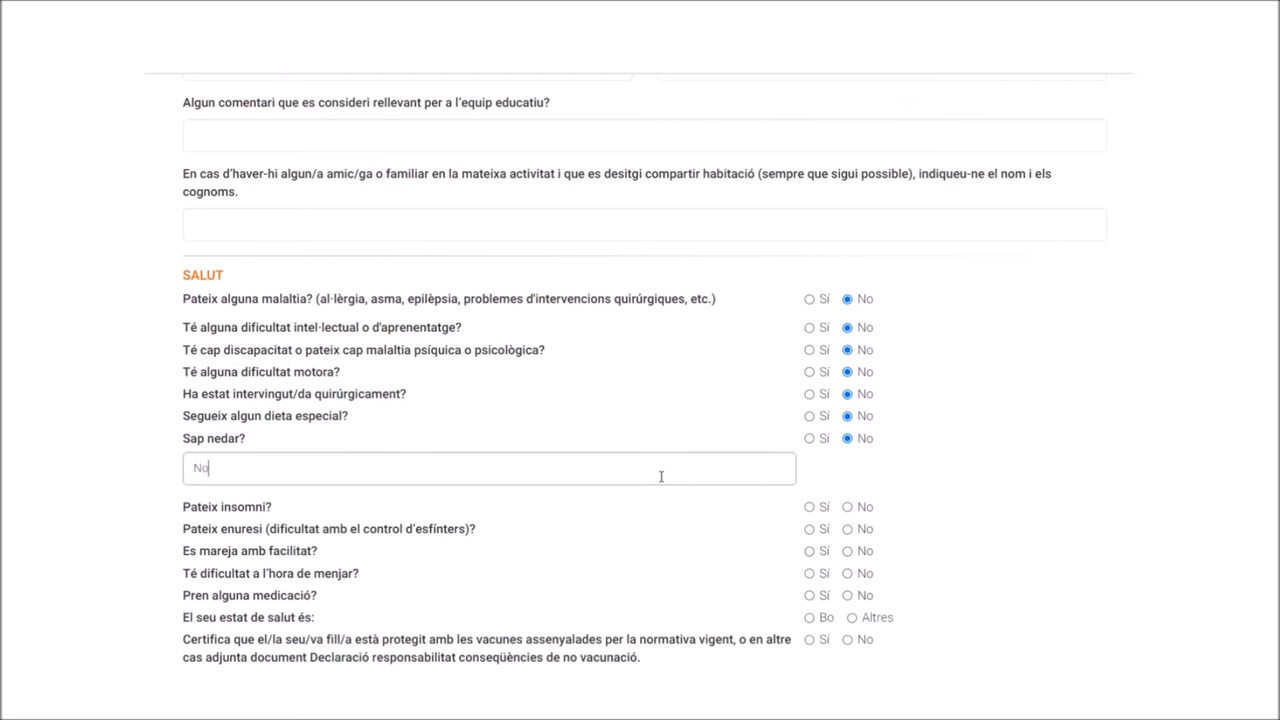 Algun comentari que es consideri rellevant per a l'equip educatiu?
En cas d'haver-hi algun/a amic/ga o familiar en la mateixa activitat i que es desitgi compartir habitació (sempre que sigui possible), indiqueu-ne el nom i els
cognoms.
SALUT
Pateix alguna malaltia? (al·lèrgia, asma, epilèpsia, problemes d'intervencions quirúrgiques, etc.) Sí No
Té alguna dificultat intel·lectual o d'aprenentatge? Sí No
Té cap discapacitat o pateix cap malaltia psíquica o psicològica? Sí No
Té alguna dificultat motora? Sí No
Ha estat intervingut/da quirúrgicament? Sí No
Segueix algun dieta especial? Sí No
Sap nedar? Sí No
No
Pateix insomni? Sí No
Pateix enuresi (dificultat amb el control d'esfínters)? Sí No
Es mareja amb facilitat? Sí No
Té dificultat a l'hora de menjar? Sí No
Pren alguna medicació? Sí No
El seu estat de salut és: Bo Altres
Certifica que el/la seu/va fill/a està protegit amb les vacunes assenyalades per la normativa vigent, o en altre Sí No
cas adjunta document Declaració responsabilitat conseqüències de no vacunació.